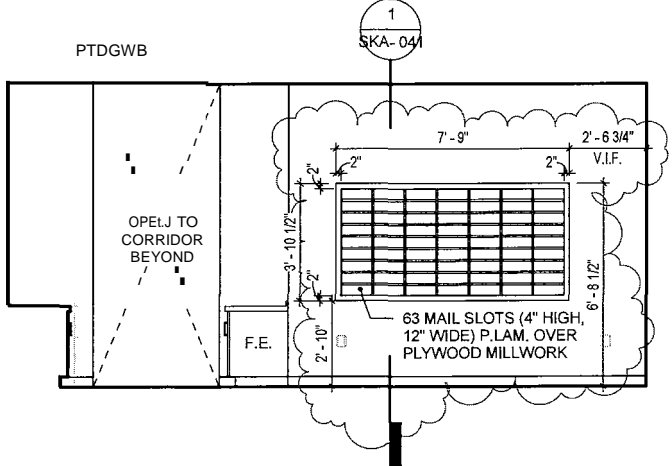 1
SKA- 041
PTDGWB
7' - 9"
2' - 6 3/4"
V.I.F.
2"
2"
2"
OPEt.J TO
CORRIDOR
BEYOND
3' - 10 1/2"
6' - 8 1/2"
2"
63 MAIL SLOTS (4" HIGH,
12" WIDE) P.LAM. OVER
PLYWOOD MILLWORK
F.E.
2' - 10"